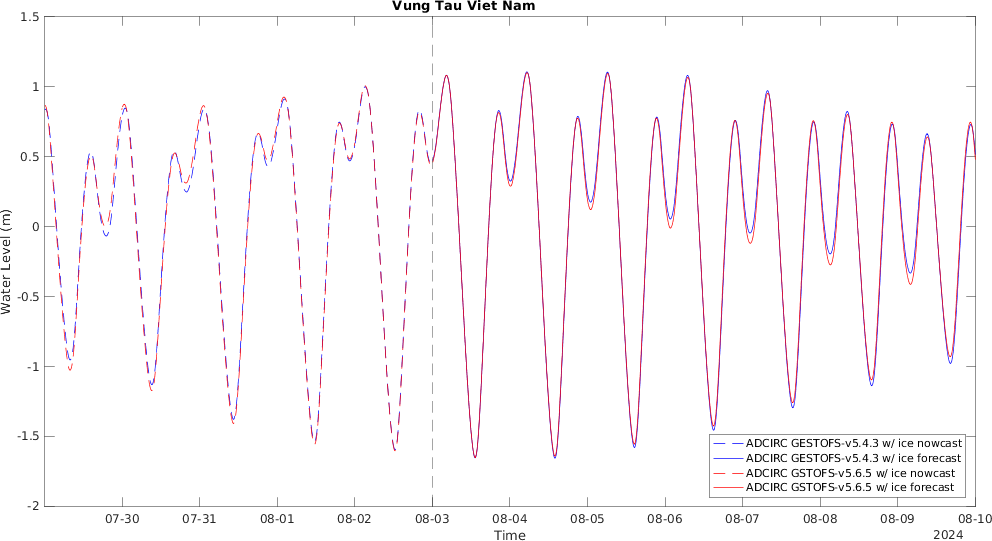 Vung Tau Viet Nam
1.5
1
0.5
0
-0.5
-1
-1.5
-2
Water Level (m)
ADCIRC GESTOFS-v5.4.3 w/ ice nowcast
ADCIRC GESTOFS-v5.4.3 w/ ice forecast
ADCIRC GSTOFS-v5.6.5 w/ ice nowcast
ADCIRC GSTOFS-v5.6.5 w/ ice forecast
07-30 07-31 08-01 08-02 08-03 08-04 08-05 08-06 08-07 08-08 08-09 08-10
Time
2024